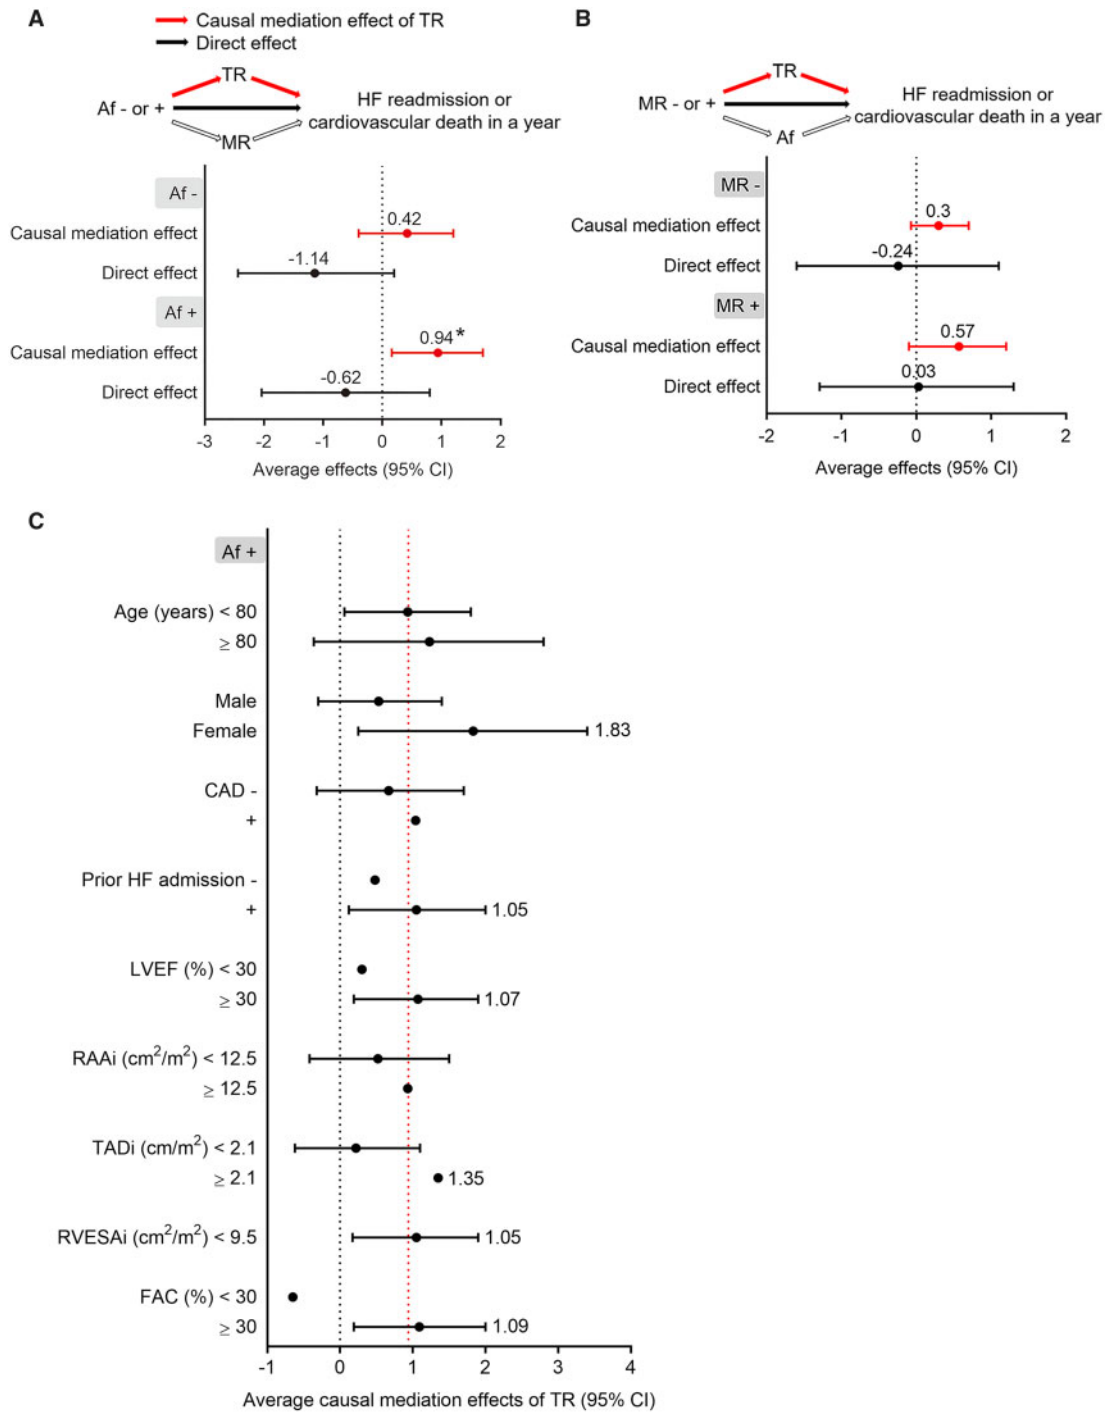 A
Causal mediation effect of TR
Direct effect
TR
Af - or +
HF readmission or
cardiovascular death in a year
MR
Af -
Causal mediation effect
0.42
Direct effect
-1.14
Af +
Causal mediation effect
0.94 *
Direct effect
-0.62
-3 -2 -1 0 1 2
Average effects (95% CI)
B
TR
MR - or +
HF readmission or
cardiovascular death in a year
Af
MR -
Causal mediation effect
0.3
Direct effect
-0.24
MR +
Causal mediation effect
0.57
Direct effect
0.03
-2 -1 0 1 2
Average effects (95% CI)
C
Af +
Age (years) < 80
≥ 80
Male
Female 1.83
CAD -
+
Prior HF admission -
+ 1.05
LVEF (%) < 30
≥ 30 1.07
RAAi (cm²/m²) < 12.5
≥ 12.5
TADi (cm/m²) < 2.1
≥ 2.1 1.35
RVESAi (cm²/m²) < 9.5 1.05
FAC (%) < 30
≥ 30 1.09
-1 0 1 2 3 4
Average causal mediation effects of TR (95% CI)